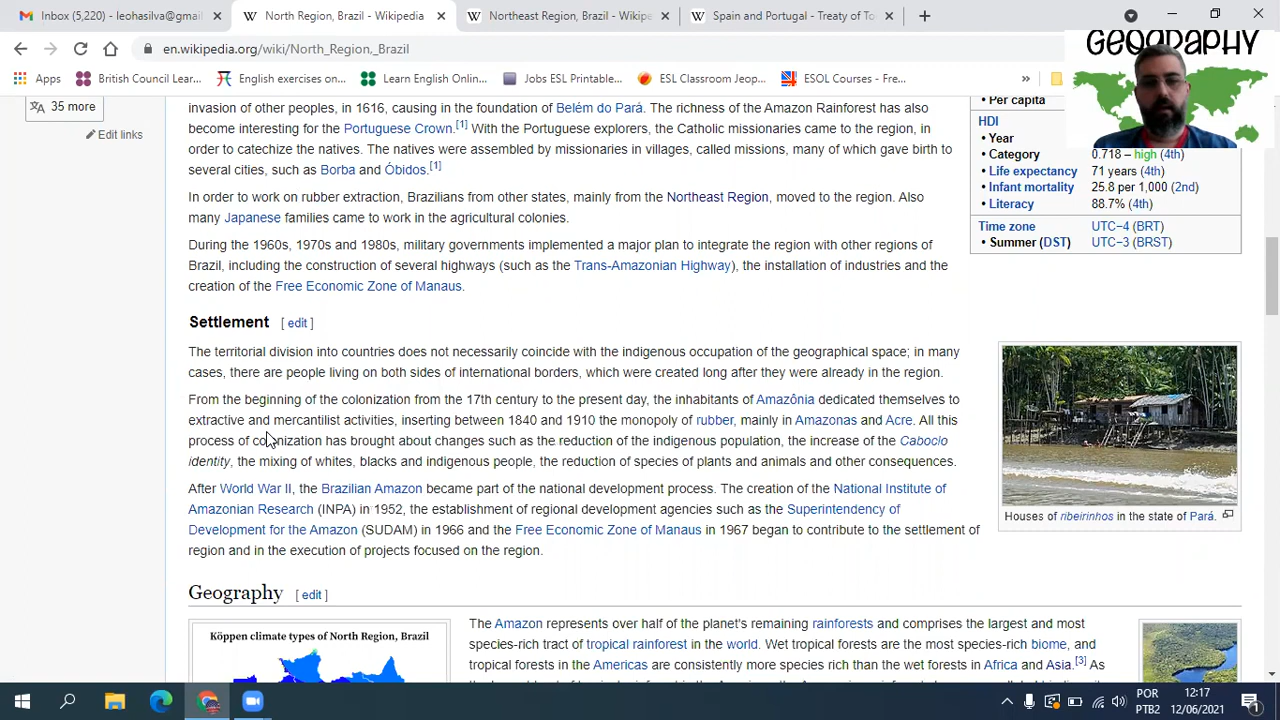 Inbox (5,220) - leohasilva@gmai
North Region, Brazil - Wikipedia
Northeast Region, Brazil - Wikipe
Spain and Portugal - Treaty of To
en.wikipedia.org/wiki/North_Region,_Brazil
Apps
British Council Lear...
English exercises on...
Learn English Onlin...
Jobs ESL Printable...
ESL Classroom Jeop...
ESOL Courses - Fre...
»
GEOGRAPHY
35 more
Edit links
invasion of other peoples, in 1616, causing in the foundation of Belém do Pará. The richness of the Amazon Rainforest has also
become interesting for the Portuguese Crown.[1] With the Portuguese explorers, the Catholic missionaries came to the region, in
order to catechize the natives. The natives were assembled by missionaries in villages, called missions, many of which gave birth to
several cities, such as Borba and Óbidos.[1]
In order to work on rubber extraction, Brazilians from other states, mainly from the Northeast Region, moved to the region. Also
many Japanese families came to work in the agricultural colonies.
During the 1960s, 1970s and 1980s, military governments implemented a major plan to integrate the region with other regions of
Brazil, including the construction of several highways (such as the Trans-Amazonian Highway), the installation of industries and the
creation of the Free Economic Zone of Manaus.
• Per capita
HDI
• Year
• Category 0.718 – high (4th)
• Life expectancy 71 years (4th)
• Infant mortality 25.8 per 1,000 (2nd)
• Literacy 88.7% (4th)
Time zone UTC−4 (BRT)
• Summer (DST) UTC−3 (BRST)
Settlement [ edit ]
The territorial division into countries does not necessarily coincide with the indigenous occupation of the geographical space; in many
cases, there are people living on both sides of international borders, which were created long after they were already in the region.
From the beginning of the colonization from the 17th century to the present day, the inhabitants of Amazônia dedicated themselves to
extractive and mercantilist activities, inserting between 1840 and 1910 the monopoly of rubber, mainly in Amazonas and Acre. All this
process of colonization has brought about changes such as the reduction of the indigenous population, the increase of the Caboclo
identity, the mixing of whites, blacks and indigenous people, the reduction of species of plants and animals and other consequences.
After World War II, the Brazilian Amazon became part of the national development process. The creation of the National Institute of
Amazonian Research (INPA) in 1952, the establishment of regional development agencies such as the Superintendency of
Development for the Amazon (SUDAM) in 1966 and the Free Economic Zone of Manaus in 1967 began to contribute to the settlement of
region and in the execution of projects focused on the region.
Houses of ribeirinhos in the state of Pará.
Geography [ edit ]
Köppen climate types of North Region, Brazil
The Amazon represents over half of the planet's remaining rainforests and comprises the largest and most
species-rich tract of tropical rainforest in the world. Wet tropical forests are the most species-rich biome, and
tropical forests in the Americas are consistently more species rich than the wet forests in Africa and Asia.[3] As
POR
PTB2
12:17
12/06/2021
1